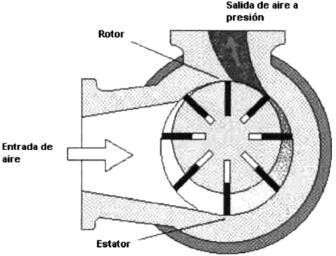 Salida de aire a
presión
Rotor
Entrada de
aire
Estator